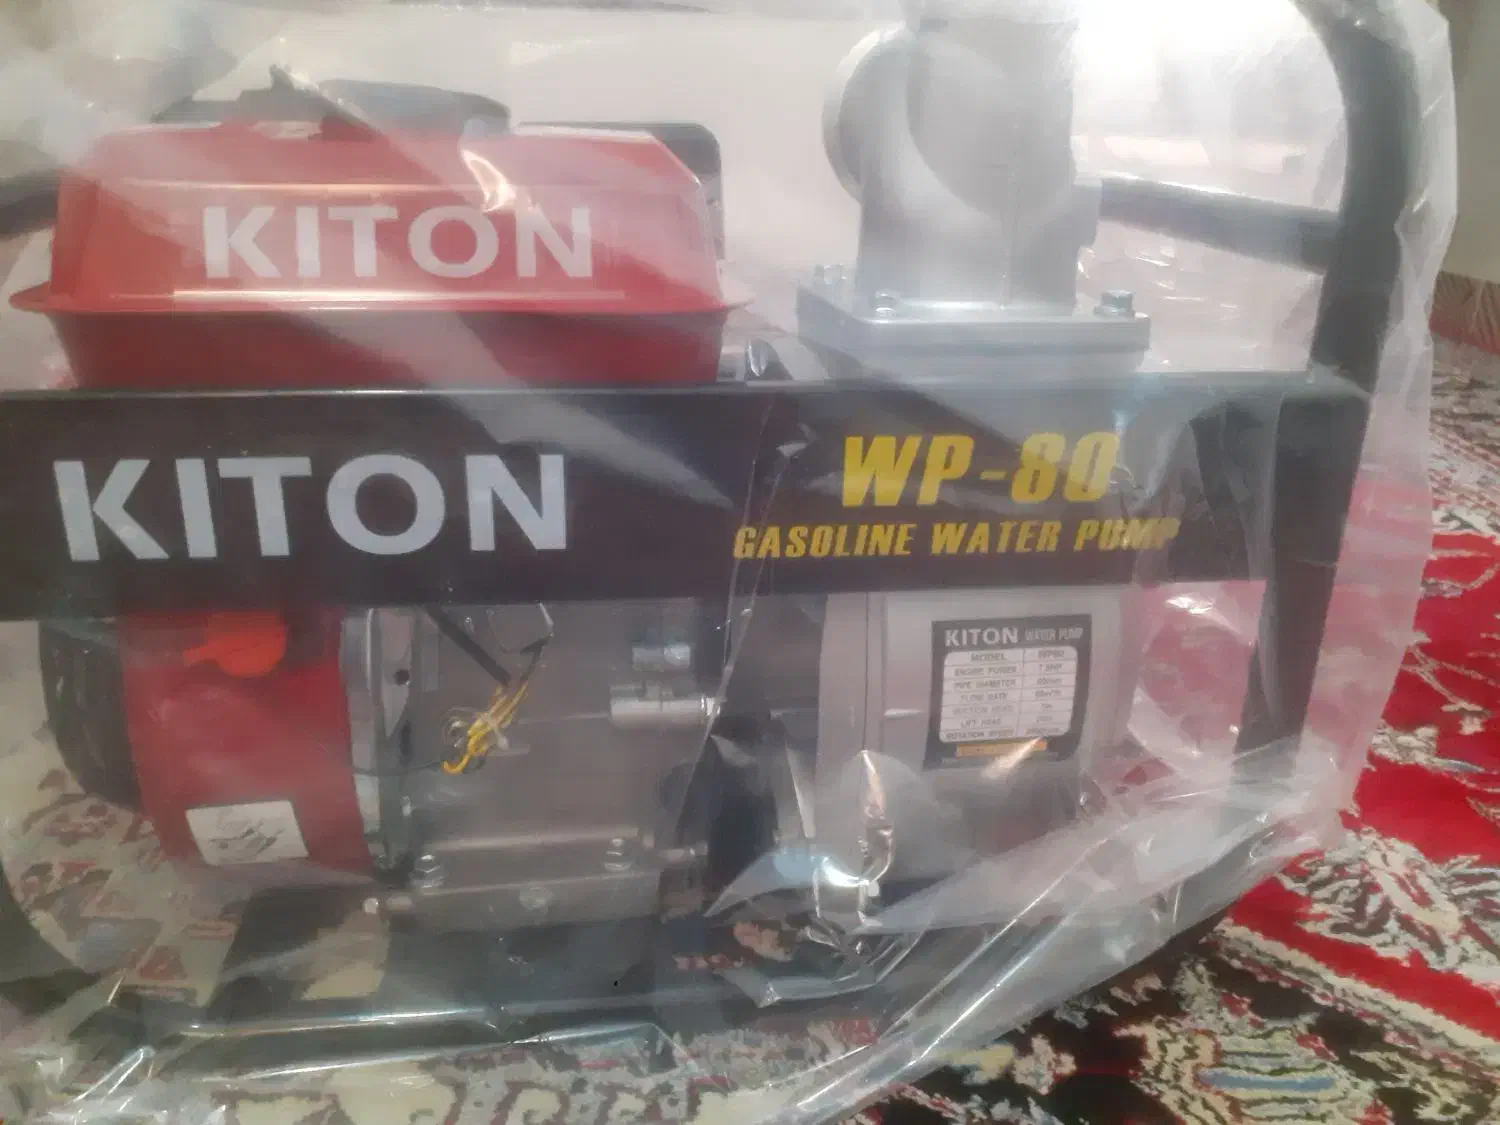 KITON
KITON
WP-80
GASOLINE WATER PUMP
KITON WATER PUMP
MODEL WP80
ENGINE POWER
PIPE DIAMETER
FLOW RATE
SUCTION HEAD
LIFT HEAD
ROTATION SPEED